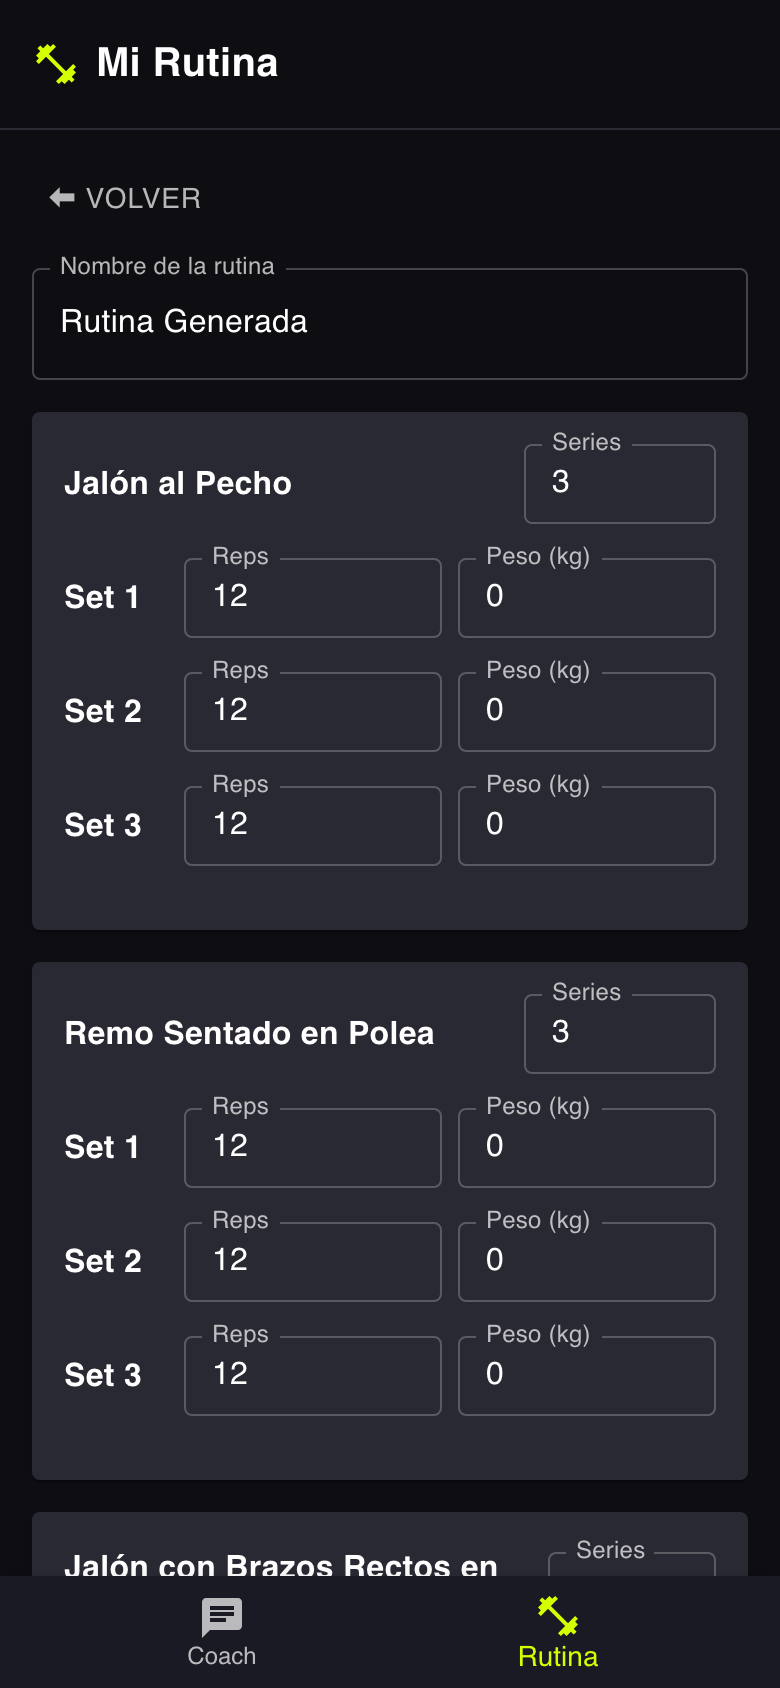 Mi Rutina
VOLVER
Nombre de la rutina
Rutina Generada
Jalón al Pecho
Series
3
Set 1
Reps
12
Peso (kg)
0
Set 2
Reps
12
Peso (kg)
0
Set 3
Reps
12
Peso (kg)
0
Remo Sentado en Polea
Series
3
Set 1
Reps
12
Peso (kg)
0
Set 2
Reps
12
Peso (kg)
0
Set 3
Reps
12
Peso (kg)
0
Jalón con Brazos Rectos en
Series
Coach
Rutina